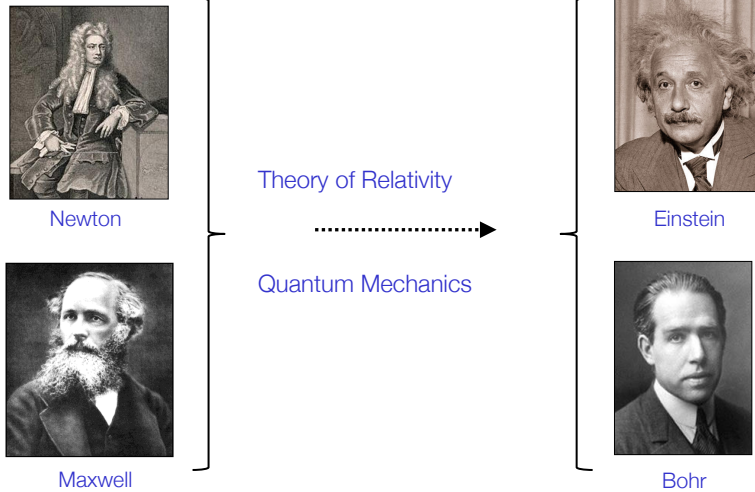 Newton
Maxwell
Theory of Relativity
Quantum Mechanics
Einstein
Bohr